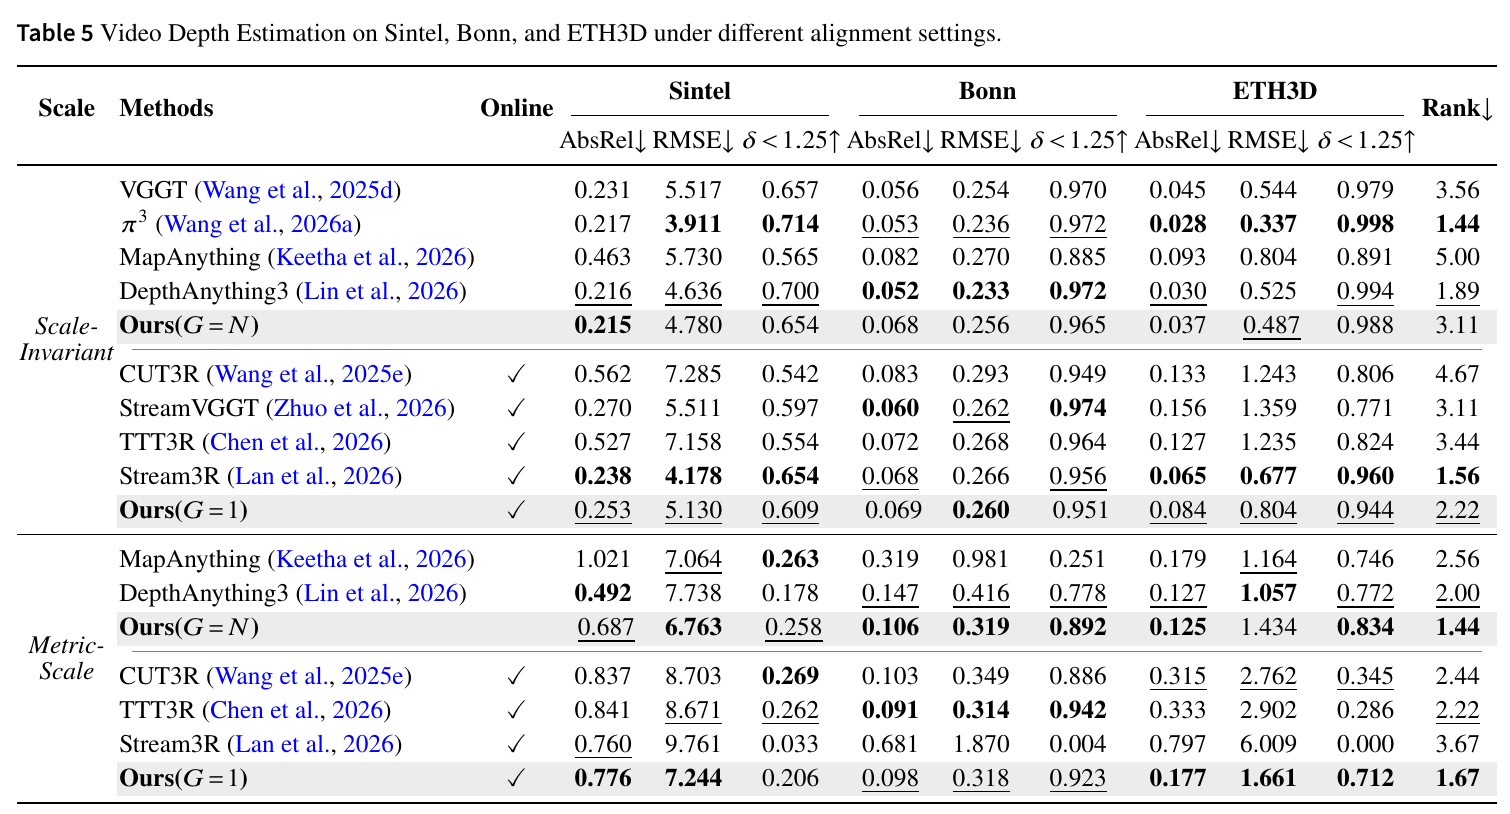 Table 5 Video Depth Estimation on Sintel, Bonn, and ETH3D under different alignment settings.
Scale Methods Online Sintel Bonn ETH3D Rank↓
AbsRel↓ RMSE↓ δ < 1.25↑ AbsRel↓ RMSE↓ δ < 1.25↑ AbsRel↓ RMSE↓ δ < 1.25↑
Scale-Invariant
VGGT (Wang et al., 2025d) 0.231 5.517 0.657 0.056 0.254 0.970 0.045 0.544 0.979 3.56
π³ (Wang et al., 2026a) 0.217 3.911 0.714 0.053 0.236 0.972 0.028 0.337 0.998 1.44
MapAnything (Keetha et al., 2026) 0.463 5.730 0.565 0.082 0.270 0.885 0.093 0.804 0.891 5.00
DepthAnything3 (Lin et al., 2026) 0.216 4.636 0.700 0.052 0.233 0.972 0.030 0.525 0.994 1.89
Ours(G = N) 0.215 4.780 0.654 0.068 0.256 0.965 0.037 0.487 0.988 3.11
CUT3R (Wang et al., 2025e) ✓ 0.562 7.285 0.542 0.083 0.293 0.949 0.133 1.243 0.806 4.67
StreamVGGT (Zhuo et al., 2026) ✓ 0.270 5.511 0.597 0.060 0.262 0.974 0.156 1.359 0.771 3.11
TTT3R (Chen et al., 2026) ✓ 0.527 7.158 0.554 0.072 0.268 0.964 0.127 1.235 0.824 3.44
Stream3R (Lan et al., 2026) ✓ 0.238 4.178 0.654 0.068 0.266 0.956 0.065 0.677 0.960 1.56
Ours(G = 1) ✓ 0.253 5.130 0.609 0.069 0.260 0.951 0.084 0.804 0.944 2.22
Metric-Scale
MapAnything (Keetha et al., 2026) 1.021 7.064 0.263 0.319 0.981 0.251 0.179 1.164 0.746 2.56
DepthAnything3 (Lin et al., 2026) 0.492 7.738 0.178 0.147 0.416 0.778 0.127 1.057 0.772 2.00
Ours(G = N) 0.687 6.763 0.258 0.106 0.319 0.892 0.125 1.434 0.834 1.44
CUT3R (Wang et al., 2025e) ✓ 0.837 8.703 0.269 0.103 0.349 0.886 0.315 2.762 0.345 2.44
TTT3R (Chen et al., 2026) ✓ 0.841 8.671 0.262 0.091 0.314 0.942 0.333 2.902 0.286 2.22
Stream3R (Lan et al., 2026) ✓ 0.760 9.761 0.033 0.681 1.870 0.004 0.797 6.009 0.000 3.67
Ours(G = 1) ✓ 0.776 7.244 0.206 0.098 0.318 0.923 0.177 1.661 0.712 1.67